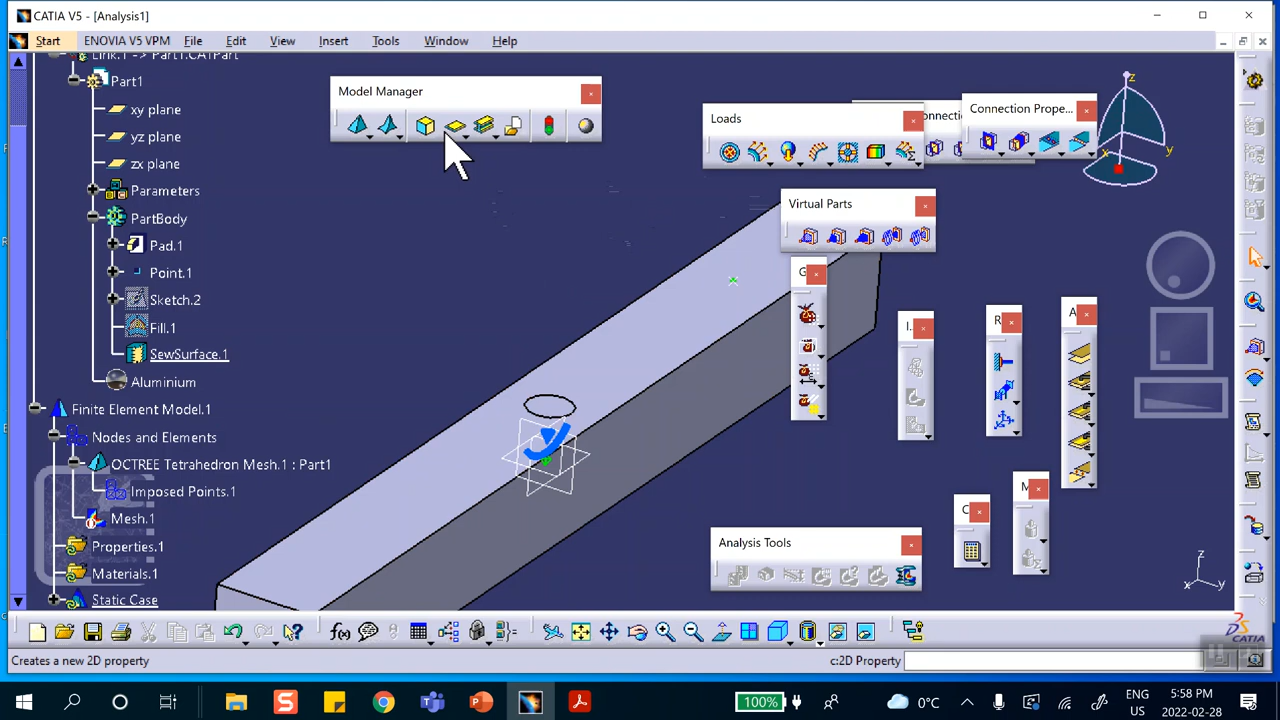 CATIA V5 - [Analysis1]
Start ENOVIA V5 VPM File Edit View Insert Tools Window Help
Link.1 -> Part1.CATPart
Part1
xy plane
yz plane
zx plane
Parameters
PartBody
Pad.1
Point.1
Sketch.2
Fill.1
SewSurface.1
Aluminium
Finite Element Model.1
Nodes and Elements
OCTREE Tetrahedron Mesh.1 : Part1
Imposed Points.1
Mesh.1
Properties.1
Materials.1
Static Case
Model Manager
Loads
Connection Prope...
Virtual Parts
G
I...
R
A
C
M
Analysis Tools
z
x
y
z
x
y
f(x)
DS
CATIA
Creates a new 2D property
c:2D Property
100%
0°C
ENG
US
5:58 PM
2022-02-28